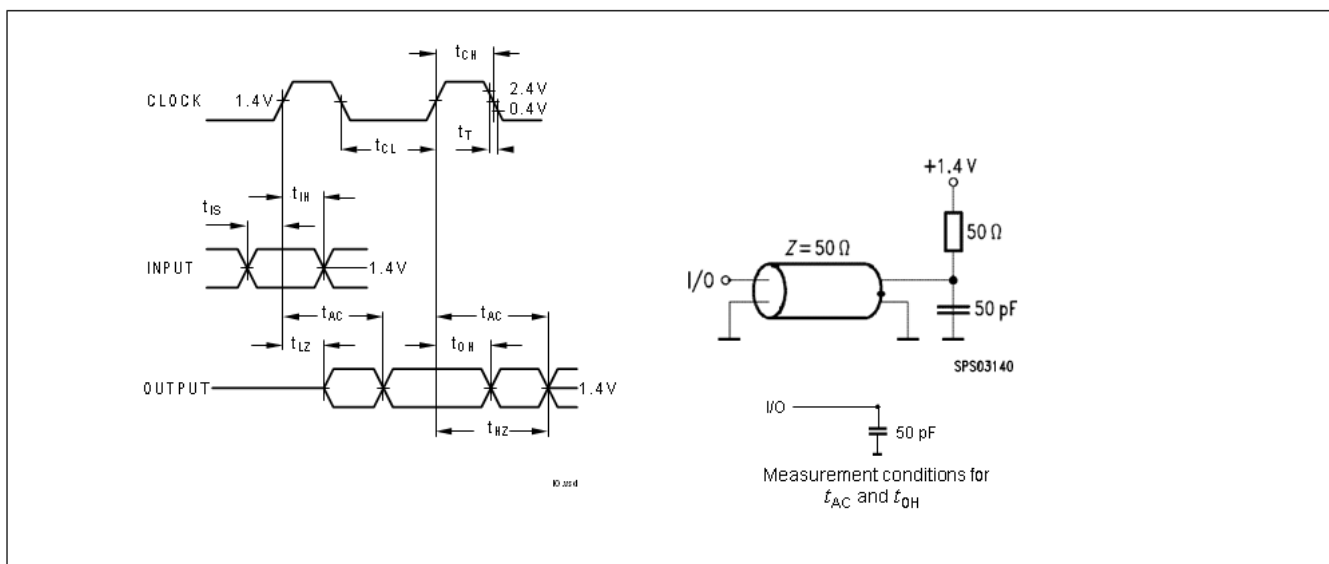 tCH
2.4V
0.4V
1.4V
CLOCK
tT
tCL
tIH
tIS
INPUT
1.4V
tAC
tAC
tLZ
tOH
OUTPUT
1.4V
tHZ
+1.4 V
50 Ω
Z = 50 Ω
I/O
50 pF
SPS03140
I/O
50 pF
Measurement conditions for
tAC and tOH